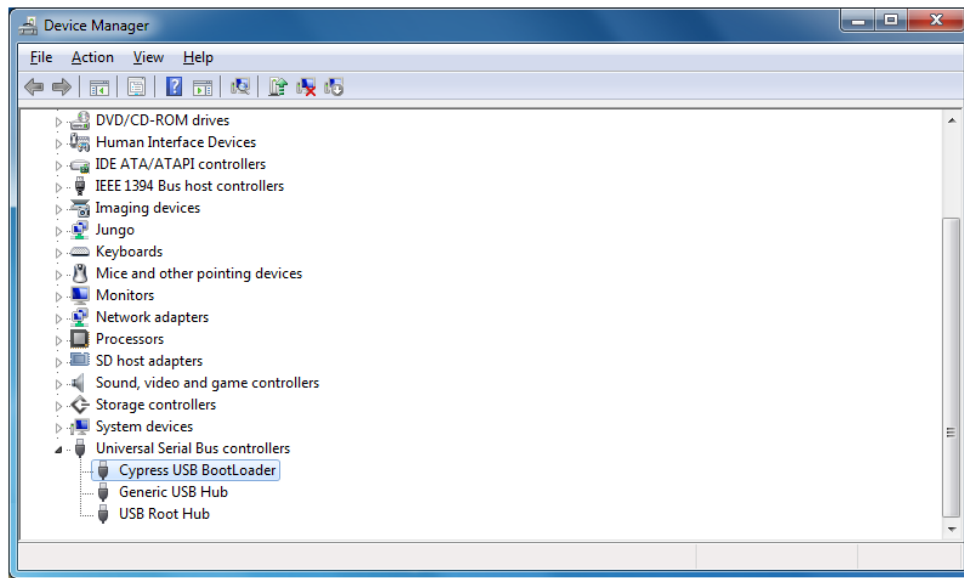 Device Manager
File Action View Help
DVD/CD-ROM drives
Human Interface Devices
IDE ATA/ATAPI controllers
IEEE 1394 Bus host controllers
Imaging devices
Jungo
Keyboards
Mice and other pointing devices
Monitors
Network adapters
Processors
SD host adapters
Sound, video and game controllers
Storage controllers
System devices
Universal Serial Bus controllers
Cypress USB BootLoader
Generic USB Hub
USB Root Hub